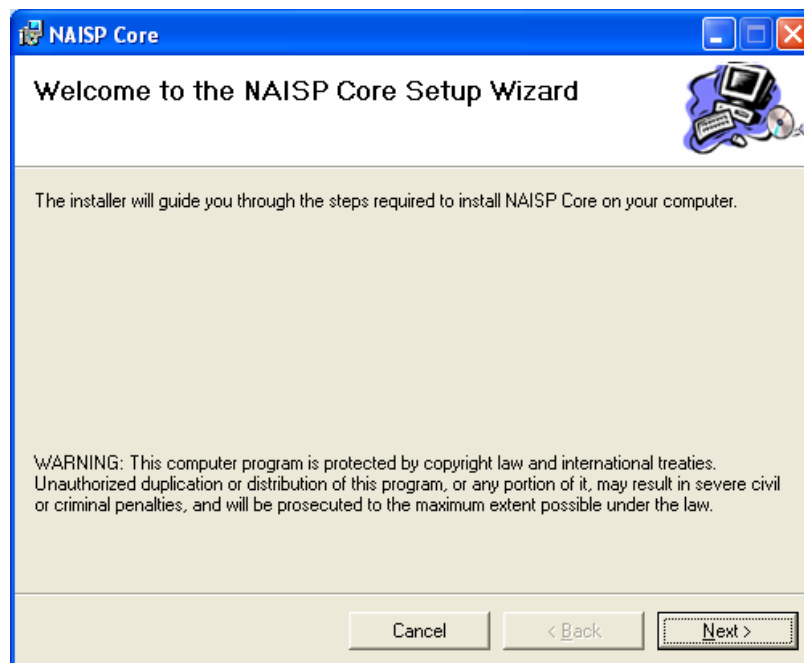 NAISP Core
Welcome to the NAISP Core Setup Wizard
The installer will guide you through the steps required to install NAISP Core on your computer.
WARNING: This computer program is protected by copyright law and international treaties.
Unauthorized duplication or distribution of this program, or any portion of it, may result in severe civil
or criminal penalties, and will be prosecuted to the maximum extent possible under the law.
Cancel
< Back
Next >